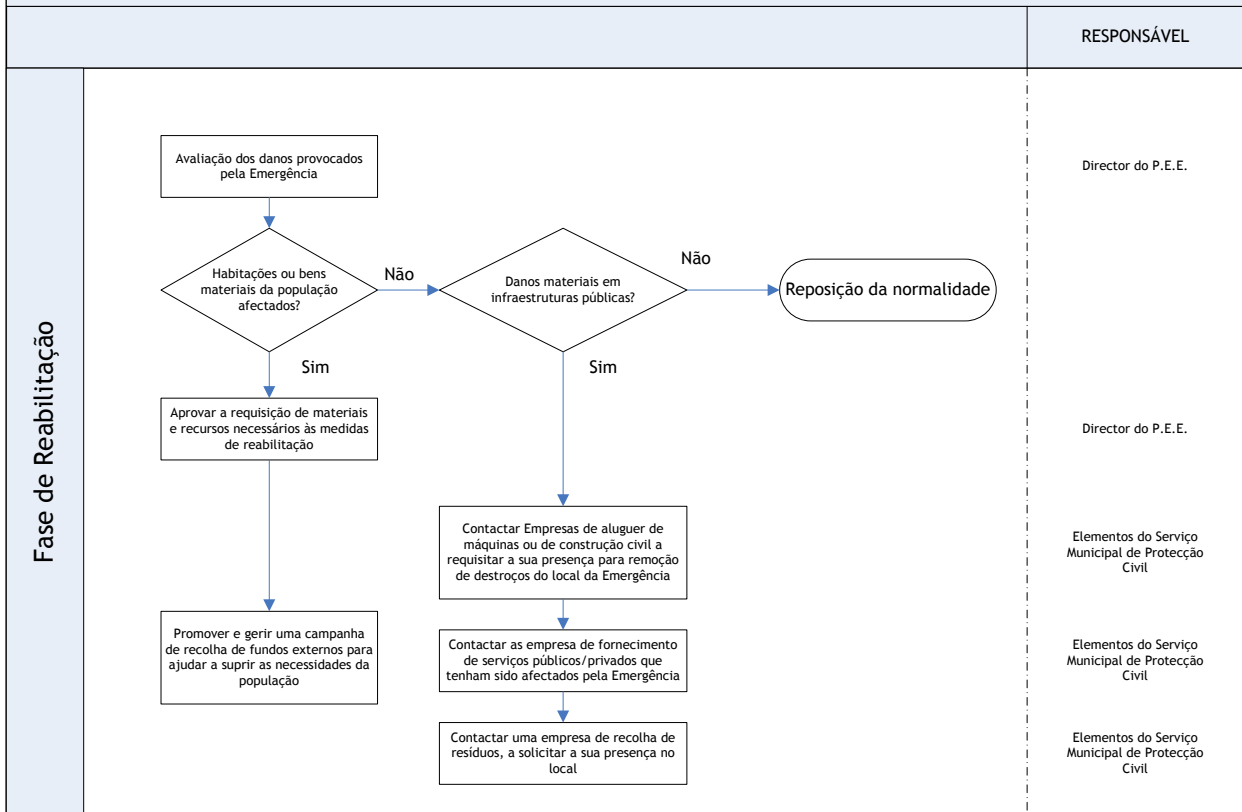 RESPONSÁVEL
Fase de Reabilitação
Avaliação dos danos provocados
pela Emergência
Director do P.E.E.
Habitações ou bens
materiais da população
afectados?
Não
Danos materiais em
infraestruturas públicas?
Não
Reposição da normalidade
Sim
Sim
Aprovar a requisição de materiais
e recursos necessários às medidas
de reabilitação
Director do P.E.E.
Contactar Empresas de aluguer de
máquinas ou de construção civil a
requisitar a sua presença para remoção
de destroços do local da Emergência
Elementos do Serviço
Municipal de Protecção
Civil
Promover e gerir uma campanha
de recolha de fundos externos para
ajudar a suprir as necessidades da
população
Contactar as empresa de fornecimento
de serviços públicos/privados que
tenham sido afectados pela Emergência
Elementos do Serviço
Municipal de Protecção
Civil
Contactar uma empresa de recolha de
resíduos, a solicitar a sua presença no
local
Elementos do Serviço
Municipal de Protecção
Civil